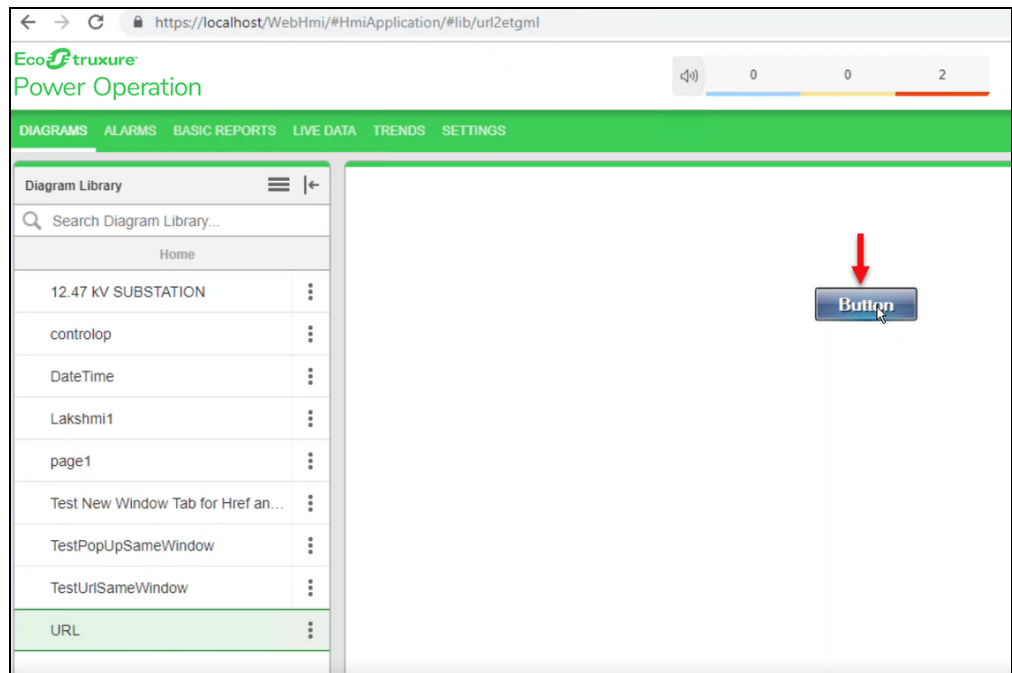 https://localhost/WebHmi/#HmiApplication/#lib/url2etgml
EcoStruxure
Power Operation
0 0 2
DIAGRAMS ALARMS BASIC REPORTS LIVE DATA TRENDS SETTINGS
Diagram Library
Search Diagram Library...
Home
12.47 kV SUBSTATION
controlop
DateTime
Lakshmi1
page1
Test New Window Tab for Href an...
TestPopUpSameWindow
TestUrlSameWindow
URL
Button